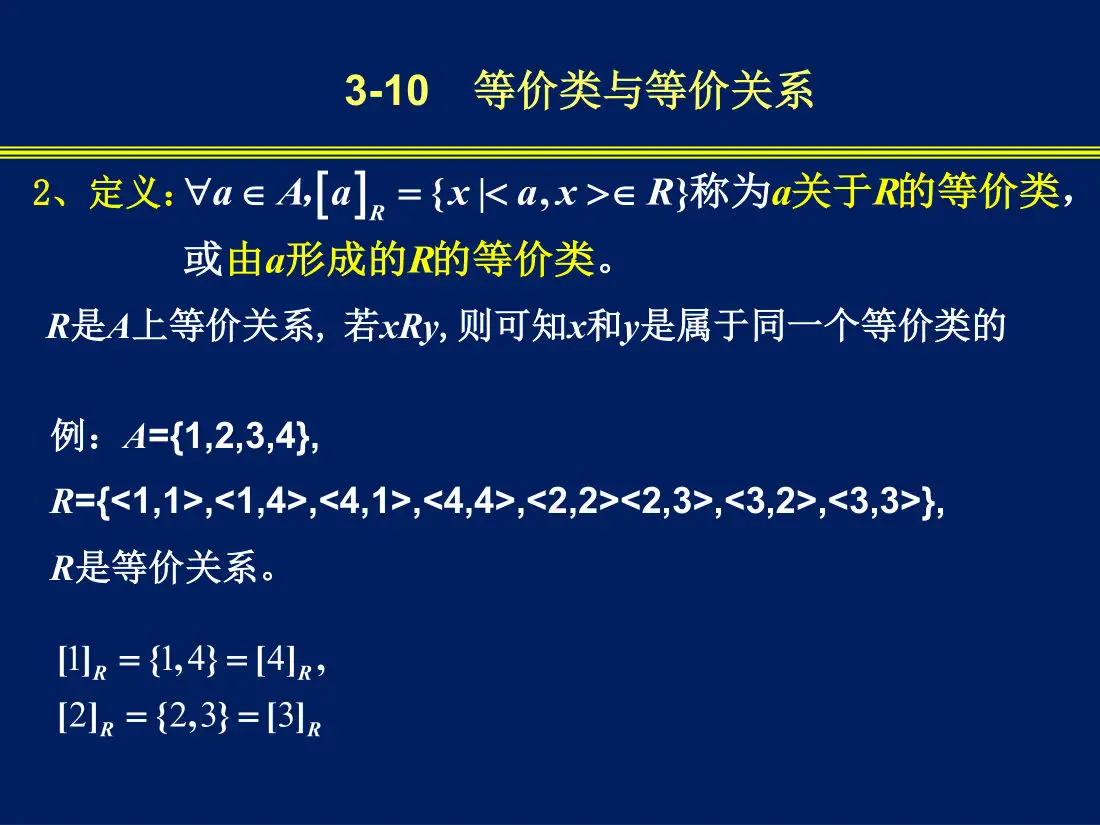 3-10 等价类与等价关系
2、定义：∀a ∈ A, [a]R = {x |< a, x >∈ R}称为a关于R的等价类，
或由a形成的R的等价类。
R是A上等价关系, 若xRy, 则可知x和y是属于同一个等价类的
例：A={1,2,3,4},
R={<1,1>,<1,4>,<4,1>,<4,4>,<2,2><2,3>,<3,2>,<3,3>},
R是等价关系。
[1]R = {1,4} = [4]R,
[2]R = {2,3} = [3]R